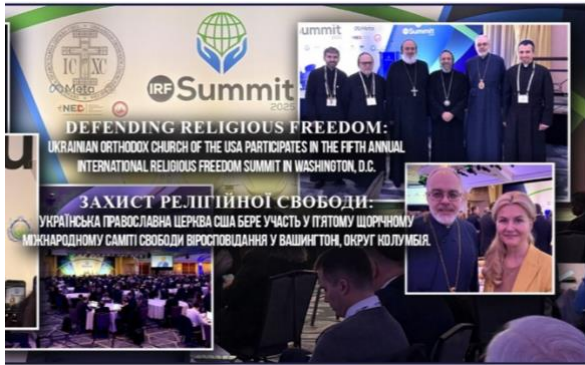 IC XC
Meta
NED
IRF Summit
2025
Summit
DEFENDING RELIGIOUS FREEDOM:
UKRAINIAN ORTHODOX CHURCH OF THE USA PARTICIPATES IN THE FIFTH ANNUAL
INTERNATIONAL RELIGIOUS FREEDOM SUMMIT IN WASHINGTON, D.C.
ЗАХИСТ РЕЛІГІЙНОЇ СВОБОДИ:
УКРАЇНСЬКА ПРАВОСЛАВНА ЦЕРКВА США БЕРЕ УЧАСТЬ У П'ЯТОМУ ЩОРІЧНОМУ
МІЖНАРОДНОМУ САМІТІ СВОБОДИ ВІРОСПОВІДАННЯ У ВАШИНГТОНІ, ОКРУГ КОЛУМБІЯ.